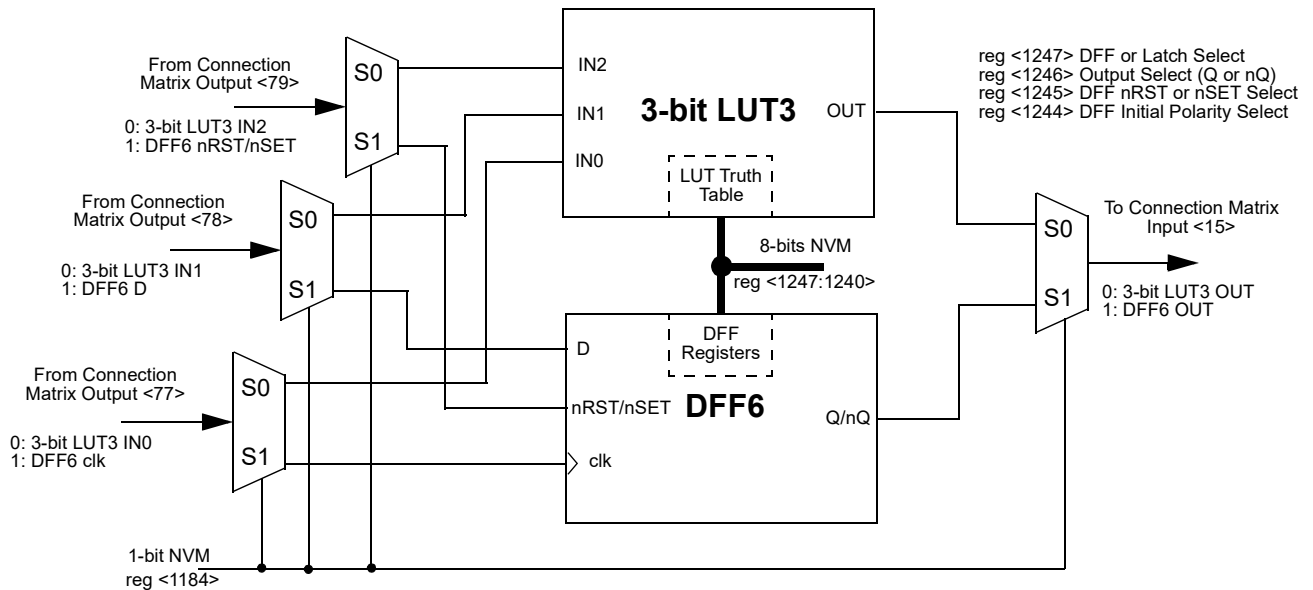 From Connection
Matrix Output <79>
0: 3-bit LUT3 IN2
1: DFF6 nRST/nSET
S0
S1
From Connection
Matrix Output <78>
0: 3-bit LUT3 IN1
1: DFF6 D
S0
S1
From Connection
Matrix Output <77>
0: 3-bit LUT3 IN0
1: DFF6 clk
S0
S1
1-bit NVM
reg <1184>
IN2
IN1
IN0
3-bit LUT3
OUT
LUT Truth
Table
8-bits NVM
reg <1247:1240>
DFF
Registers
D
nRST/nSET
clk
DFF6
Q/nQ
reg <1247> DFF or Latch Select
reg <1246> Output Select (Q or nQ)
reg <1245> DFF nRST or nSET Select
reg <1244> DFF Initial Polarity Select
S0
S1
To Connection Matrix
Input <15>
0: 3-bit LUT3 OUT
1: DFF6 OUT